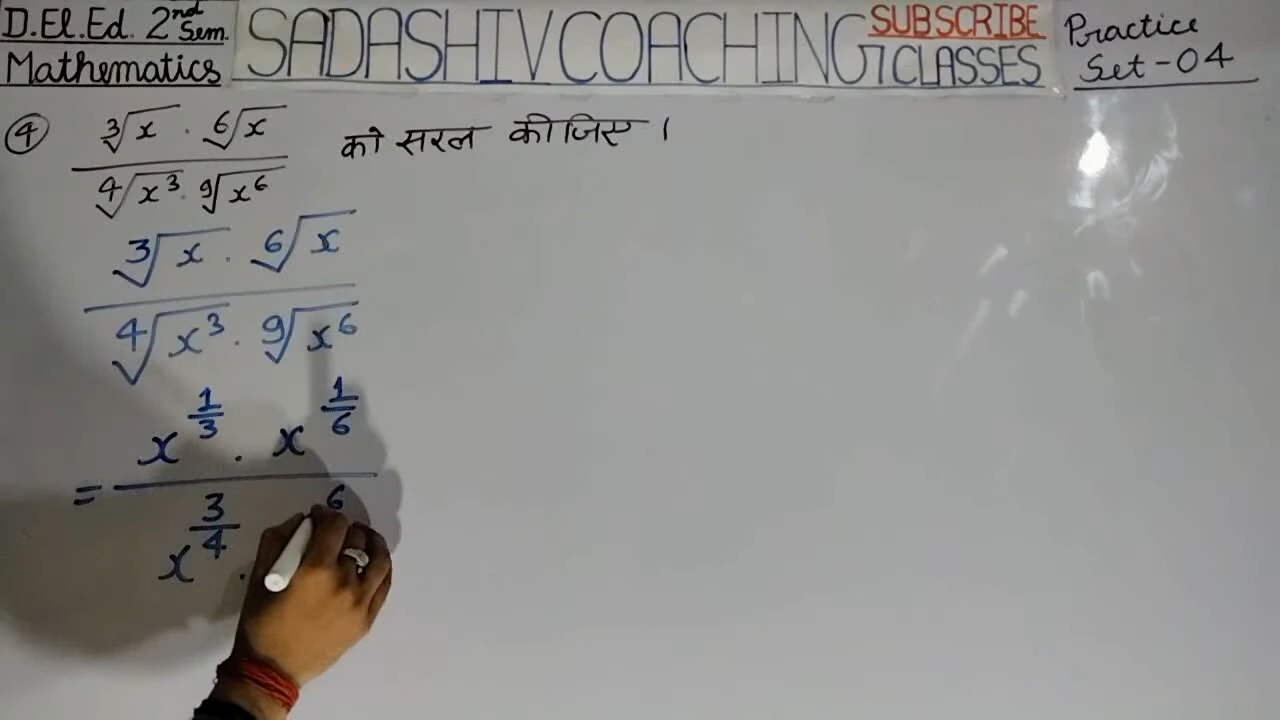 D.El.Ed. 2nd Sem.
Mathematics
SADASHIV COACHING CLASSES
SUBSCRIBE
Practice
Set-04
④ ∛x · ⁶√x / ⁴√x³ · ⁹√x⁶ को सरल कीजिए।
∛x · ⁶√x
⁴√x³ · ⁹√x⁶
= x^(1/3) · x^(1/6)
x^(3/4) · 6